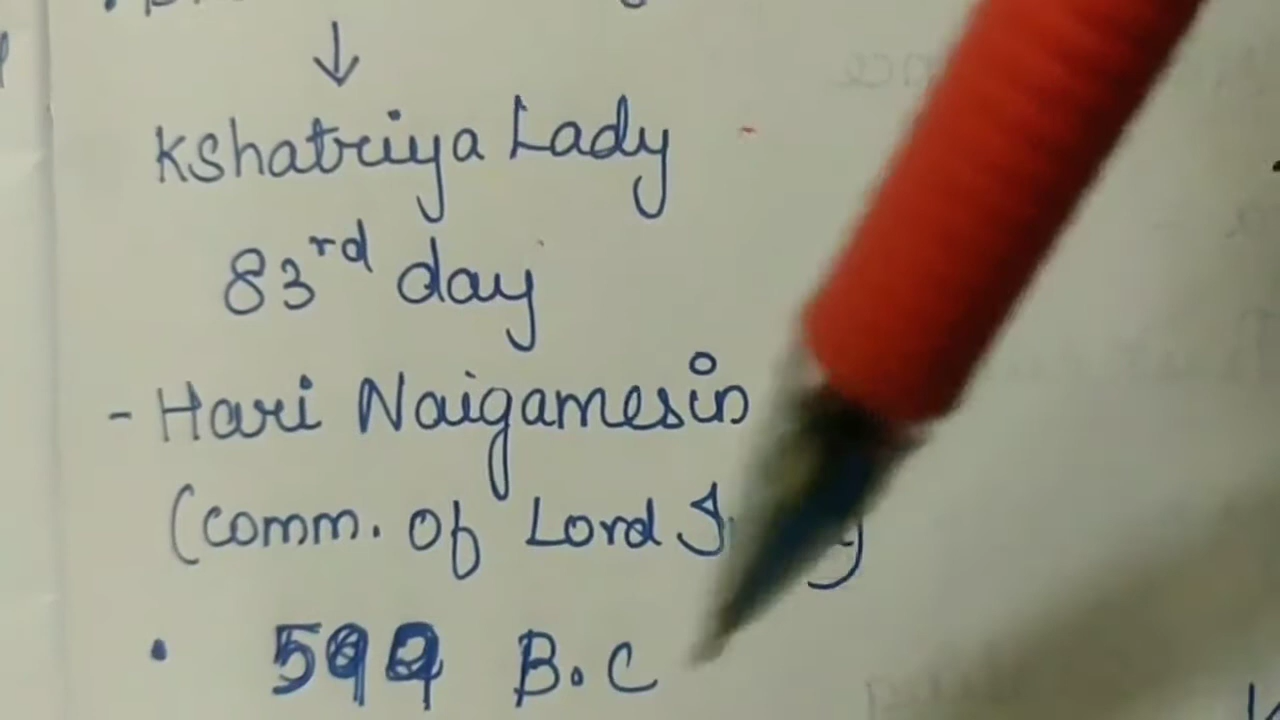 Kshatriya Lady
83rd day
- Hari Naigamesin
(comm. of Lord
• 599 B.C